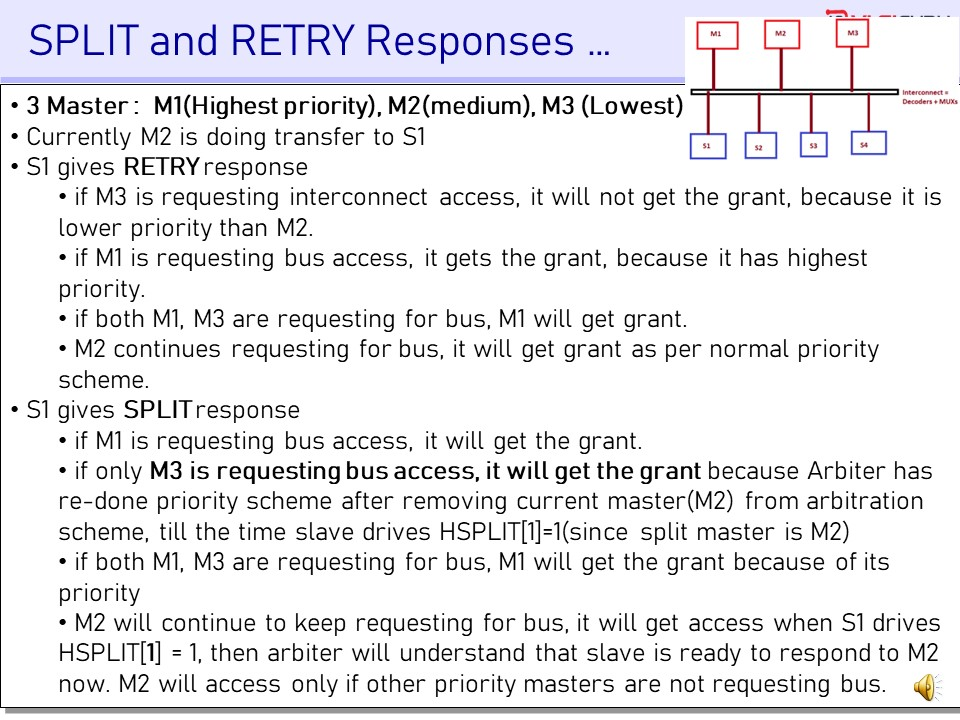 SPLIT and RETRY Responses ...
M1
M2
M3
Interconnect =
Decoders + MUXs
S1
S2
S3
S4
• 3 Master : M1(Highest priority), M2(medium), M3 (Lowest)
• Currently M2 is doing transfer to S1
• S1 gives RETRY response
• if M3 is requesting interconnect access, it will not get the grant, because it is
lower priority than M2.
• if M1 is requesting bus access, it gets the grant, because it has highest
priority.
• if both M1, M3 are requesting for bus, M1 will get grant.
• M2 continues requesting for bus, it will get grant as per normal priority
scheme.
• S1 gives SPLIT response
• if M1 is requesting bus access, it will get the grant.
• if only M3 is requesting bus access, it will get the grant because Arbiter has
re-done priority scheme after removing current master(M2) from arbitration
scheme, till the time slave drives HSPLIT[1]=1(since split master is M2)
• if both M1, M3 are requesting for bus, M1 will get the grant because of its
priority
• M2 will continue to keep requesting for bus, it will get access when S1 drives
HSPLIT[1] = 1, then arbiter will understand that slave is ready to respond to M2
now. M2 will access only if other priority masters are not requesting bus.